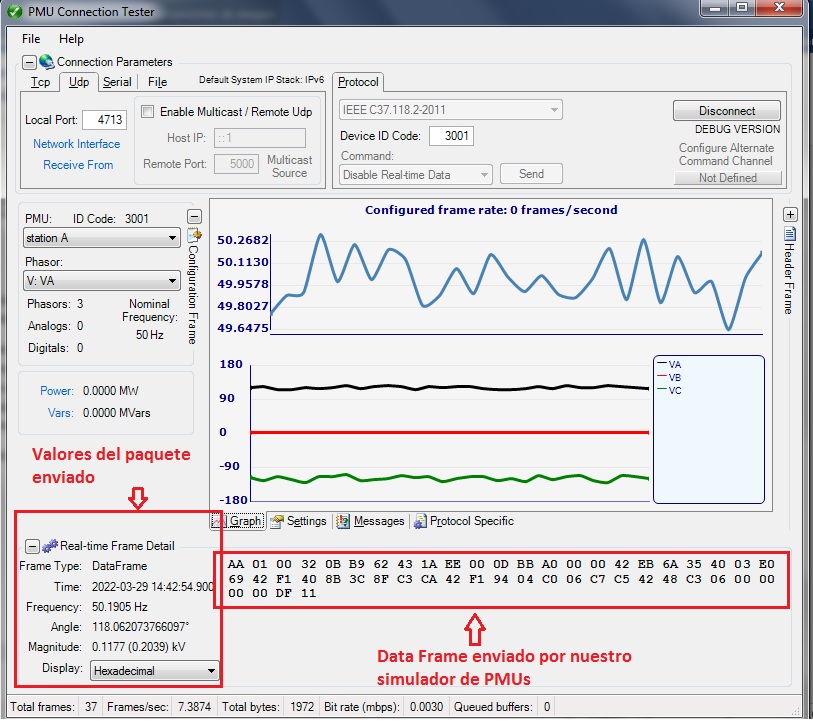 PMU Connection Tester
File Help
Connection Parameters
Tcp Udp Serial File Default System IP Stack: IPv6 Protocol
Local Port: 4713
Enable Multicast / Remote Udp
Host IP: ::1
Remote Port: 5000 Multicast
Source
Network Interface
Receive From
IEEE C37.118.2-2011
Device ID Code: 3001
Command:
Disable Real-time Data Send
Disconnect
DEBUG VERSION
Configure Alternate
Command Channel
Not Defined
PMU: ID Code: 3001
station A
Phasor:
V: VA
Phasors: 3 Nominal
Analogs: 0 Frequency:
Digitals: 0 50 Hz
Configuration Frame
Power: 0.0000 MW
Vars: 0.0000 MVars
Configured frame rate: 0 frames/second
50.2682
50.1130
49.9578
49.8027
49.6475
180
90
0
-90
-180
VA
VB
VC
Header Frame
Graph Settings Messages Protocol Specific
Valores del paquete
enviado
Real-time Frame Detail
Frame Type: DataFrame
Time: 2022-03-29 14:42:54.900
Frequency: 50.1905 Hz
Angle: 118.062073766097°
Magnitude: 0.1177 (0.2039) kV
Display: Hexadecimal
AA 01 00 32 0B B9 62 43 1A EE 00 0D BB A0 00 00 42 EB 6A 35 40 03 E0
69 42 F1 40 8B 3C 8F C3 CA 42 F1 94 04 C0 06 C7 C5 42 48 C3 06 00 00
00 00 DF 11
Data Frame enviado por nuestro
simulador de PMUs
Total frames: 37 Frames/sec: 7.3874 Total bytes: 1972 Bit rate (mbps): 0.0030 Queued buffers: 0